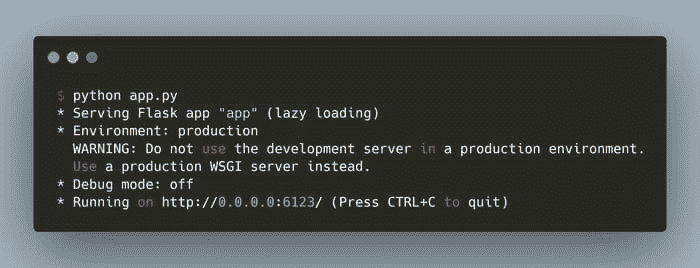 $ python app.py
* Serving Flask app "app" (lazy loading)
* Environment: production
WARNING: Do not use the development server in a production environment.
Use a production WSGI server instead.
* Debug mode: off
* Running on http://0.0.0.0:6123/ (Press CTRL+C to quit)